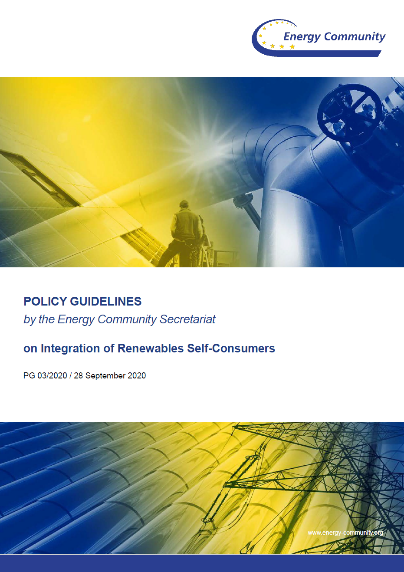 Energy Community
POLICY GUIDELINES
by the Energy Community Secretariat
on Integration of Renewables Self-Consumers
PG 03/2020 / 28 September 2020
www.energy-community.org